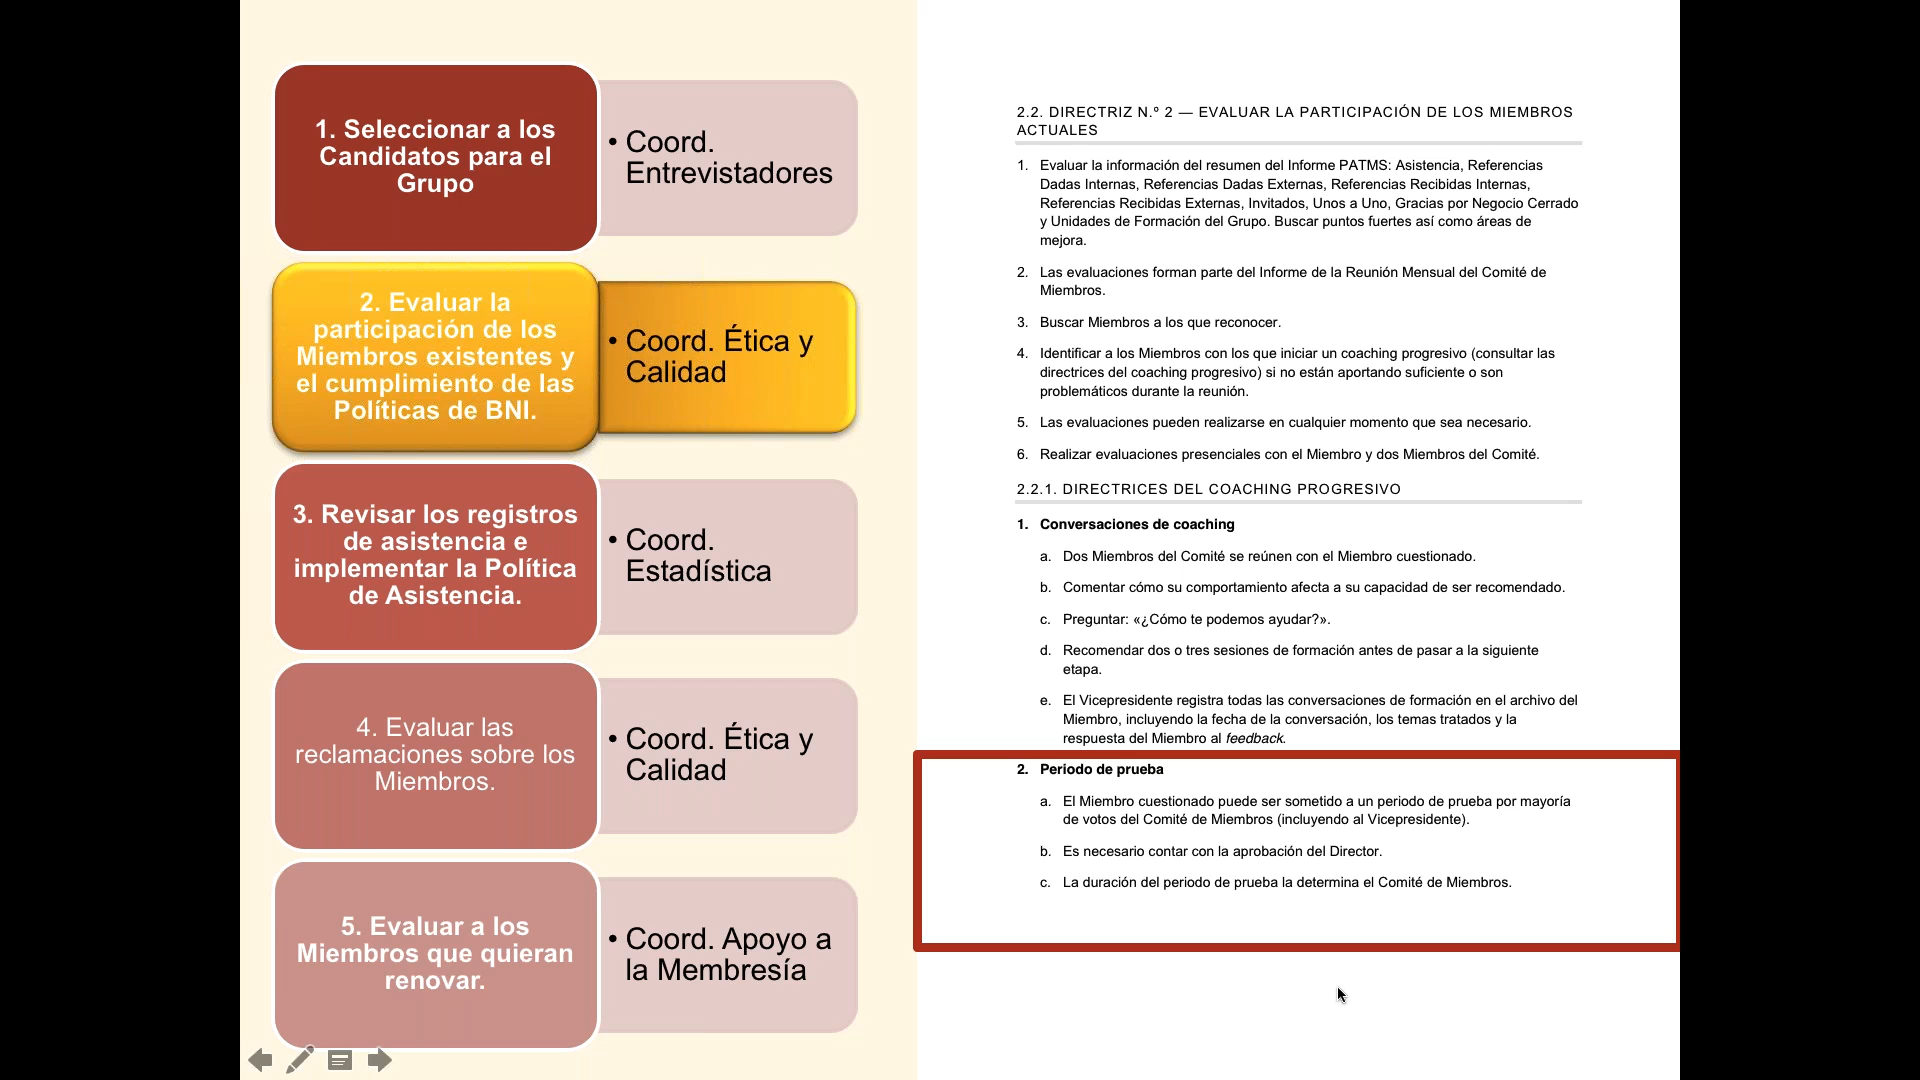 1. Seleccionar a los
Candidatos para el
Grupo
• Coord.
Entrevistadores
2. Evaluar la
participación de los
Miembros existentes y
el cumplimiento de las
Políticas de BNI.
• Coord. Ética y
Calidad
3. Revisar los registros
de asistencia e
implementar la Política
de Asistencia.
• Coord.
Estadística
4. Evaluar las
reclamaciones sobre los
Miembros.
• Coord. Ética y
Calidad
5. Evaluar a los
Miembros que quieran
renovar.
• Coord. Apoyo a
la Membresía
2.2. DIRECTRIZ N.º 2 — EVALUAR LA PARTICIPACIÓN DE LOS MIEMBROS
ACTUALES
1. Evaluar la información del resumen del Informe PATMS: Asistencia, Referencias
Dadas Internas, Referencias Dadas Externas, Referencias Recibidas Internas,
Referencias Recibidas Externas, Invitados, Unos a Uno, Gracias por Negocio Cerrado
y Unidades de Formación del Grupo. Buscar puntos fuertes así como áreas de
mejora.
2. Las evaluaciones forman parte del Informe de la Reunión Mensual del Comité de
Miembros.
3. Buscar Miembros a los que reconocer.
4. Identificar a los Miembros con los que iniciar un coaching progresivo (consultar las
directrices del coaching progresivo) si no están aportando suficiente o son
problemáticos durante la reunión.
5. Las evaluaciones pueden realizarse en cualquier momento que sea necesario.
6. Realizar evaluaciones presenciales con el Miembro y dos Miembros del Comité.
2.2.1. DIRECTRICES DEL COACHING PROGRESIVO
1. Conversaciones de coaching
a. Dos Miembros del Comité se reúnen con el Miembro cuestionado.
b. Comentar cómo su comportamiento afecta a su capacidad de ser recomendado.
c. Preguntar: «¿Cómo te podemos ayudar?».
d. Recomendar dos o tres sesiones de formación antes de pasar a la siguiente
etapa.
e. El Vicepresidente registra todas las conversaciones de formación en el archivo del
Miembro, incluyendo la fecha de la conversación, los temas tratados y la
respuesta del Miembro al feedback.
2. Periodo de prueba
a. El Miembro cuestionado puede ser sometido a un periodo de prueba por mayoría
de votos del Comité de Miembros (incluyendo al Vicepresidente).
b. Es necesario contar con la aprobación del Director.
c. La duración del periodo de prueba la determina el Comité de Miembros.